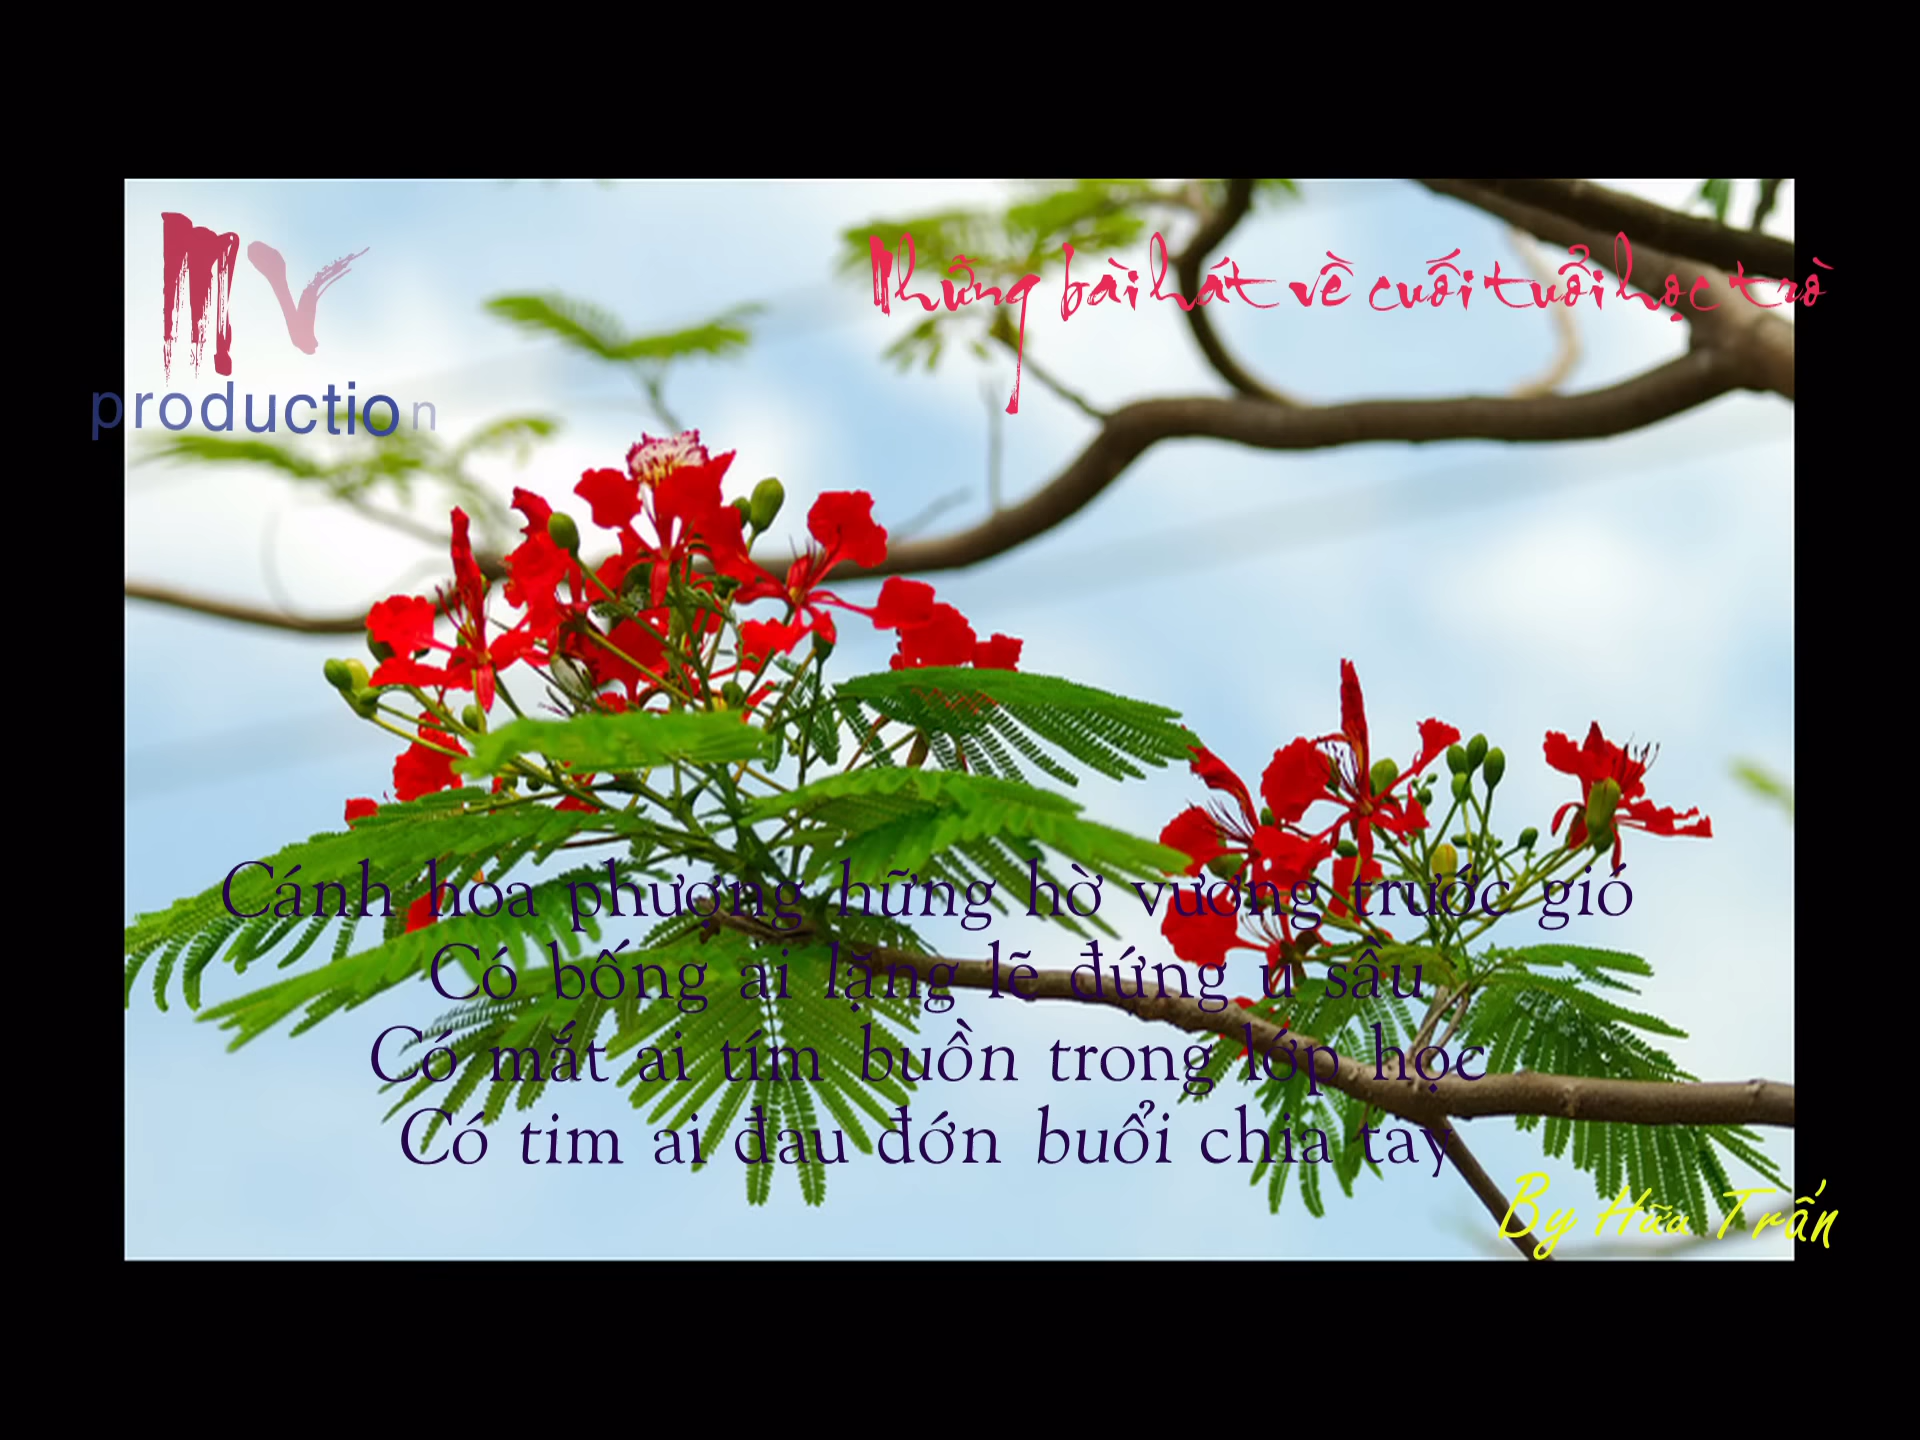 MV
production
Những bài hát về cuối tuổi học trò
Cánh hoa phượng hững hờ vương trước gió
Có bống ai lặng lẽ đứng u sầu
Có mắt ai tím buồn trong lớp học
Có tim ai đau đớn buổi chia tay
By Hữu Trấn